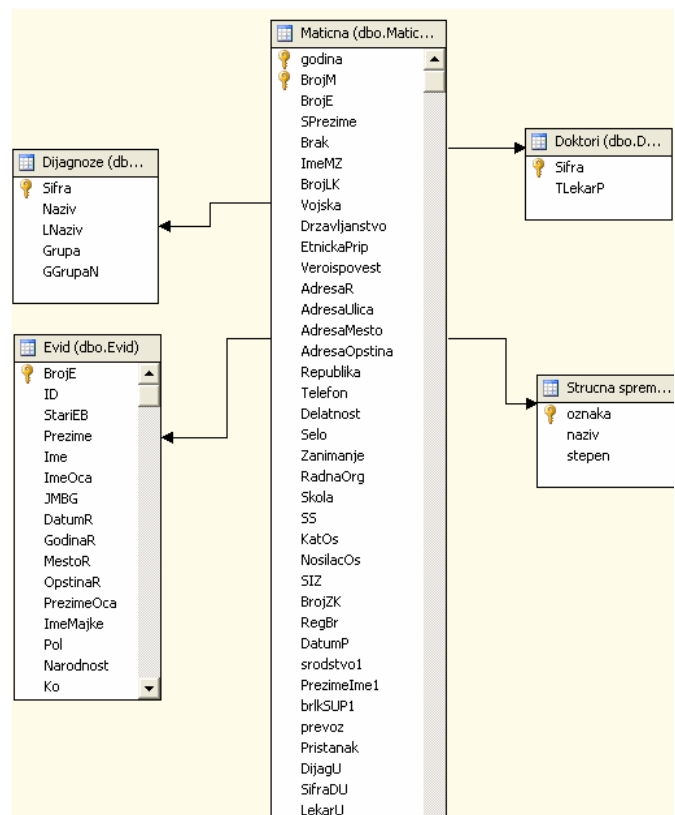 Maticna (dbo.Matic...
godina
BrojM
BrojE
SPrezime
Brak
ImeMZ
BrojLK
Vojska
Drzavljanstvo
EtnickaPrip
Veroispovest
AdresaR
AdresaUlica
AdresaMesto
AdresaOpstina
Republika
Telefon
Delatnost
Selo
Zanimanje
RadnaOrg
Skola
SS
KatOs
NosilacOs
SIZ
BrojZK
RegBr
DatumP
srodstvo1
PrezimeIme1
brlkSUP1
prevoz
Pristanak
DijagU
SifraDU
LekarU
Dijagnoze (db...
Sifra
Naziv
LNaziv
Grupa
GGrupaN
Evid (dbo.Evid)
BrojE
ID
StariEB
Prezime
Ime
ImeOca
JMBG
DatumR
GodinaR
MestoR
OpstinaR
PrezimeOca
ImeMajke
Pol
Narodnost
Ko
Doktori (dbo.D...
Sifra
TLekarP
Strucna sprem...
oznaka
naziv
stepen